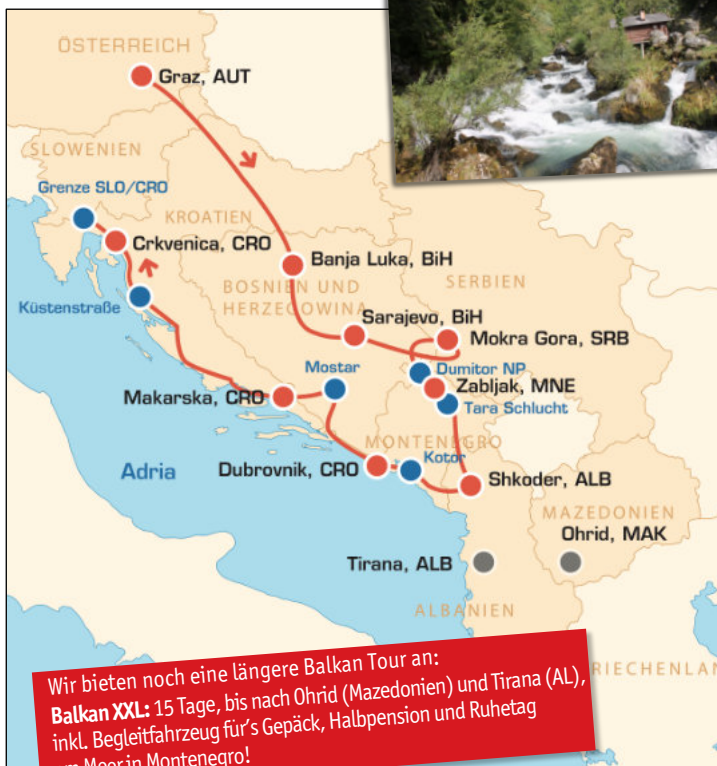 ÖSTERREICH
Graz, AUT
SLOWENIEN
Grenze SLO/CRO
KROATIEN
Crkvenica, CRO
Banja Luka, BiH
BOSNIEN UND
HERZEGOWINA
SERBIEN
Küstenstraße
Sarajevo, BiH
Mokra Gora, SRB
Mostar
Dumitor NP
Zabljak, MNE
Makarska, CRO
Tara Schlucht
MONTENEGRO
Kotor
Adria
Dubrovnik, CRO
Shkoder, ALB
MAZEDONIEN
Ohrid, MAK
Tirana, ALB
ALBANIEN
RIECHENLAN
Wir bieten noch eine längere Balkan Tour an:
Balkan XXL: 15 Tage, bis nach Ohrid (Mazedonien) und Tirana (AL),
inkl. Begleitfahrzeug für's Gepäck, Halbpension und Ruhetag
Meer in Montenegro!